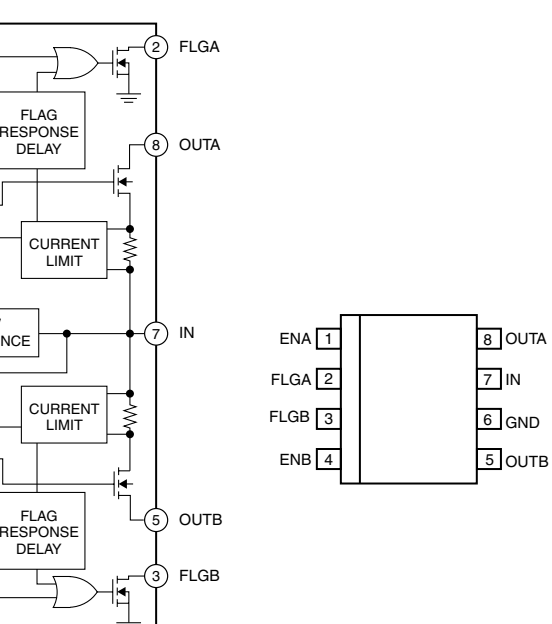 2 FLGA
FLAG
RESPONSE
DELAY
8 OUTA
CURRENT
LIMIT
7 IN
NCE
CURRENT
LIMIT
FLAG
RESPONSE
DELAY
5 OUTB
3 FLGB
ENA 1
FLGA 2
FLGB 3
ENB 4
8 OUTA
7 IN
6 GND
5 OUTB